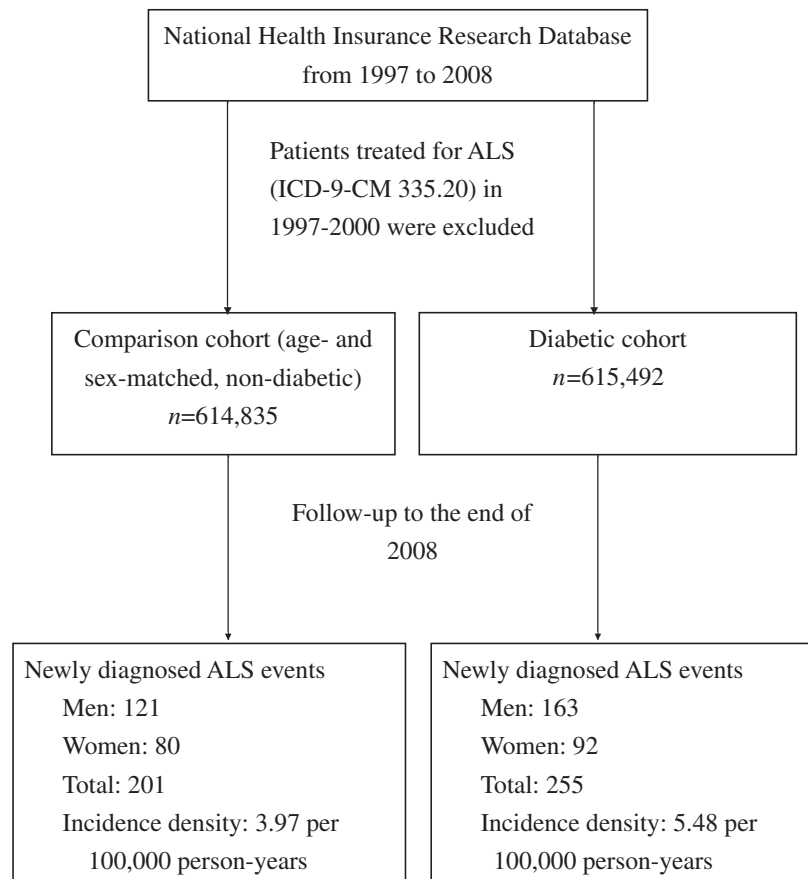 National Health Insurance Research Database
from 1997 to 2008
Patients treated for ALS
(ICD-9-CM 335.20) in
1997-2000 were excluded
Comparison cohort (age- and
sex-matched, non-diabetic)
n=614,835
Diabetic cohort
n=615,492
Follow-up to the end of
2008
Newly diagnosed ALS events
Men: 121
Women: 80
Total: 201
Incidence density: 3.97 per
100,000 person-years
Newly diagnosed ALS events
Men: 163
Women: 92
Total: 255
Incidence density: 5.48 per
100,000 person-years